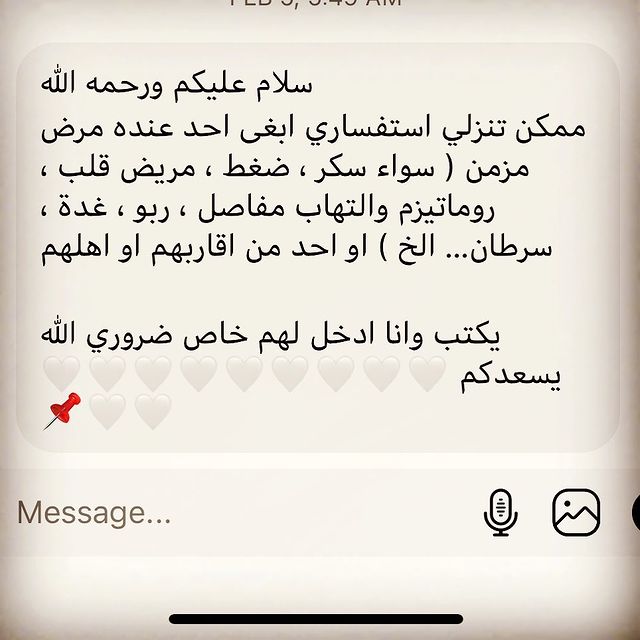 سلام عليكم ورحمه الله
ممكن تنزلي استفساري ابغى احد عنده مرض
مزمن ( سواء سكر ، ضغط ، مريض قلب ،
روماتيزم والتهاب مفاصل ، ربو ، غدة ،
سرطان... الخ ) او احد من اقاربهم او اهلهم
يكتب وانا ادخل لهم خاص ضروري الله
يسعدكم 🤍🤍🤍🤍🤍🤍🤍🤍🤍
🤍🤍📌
Message...